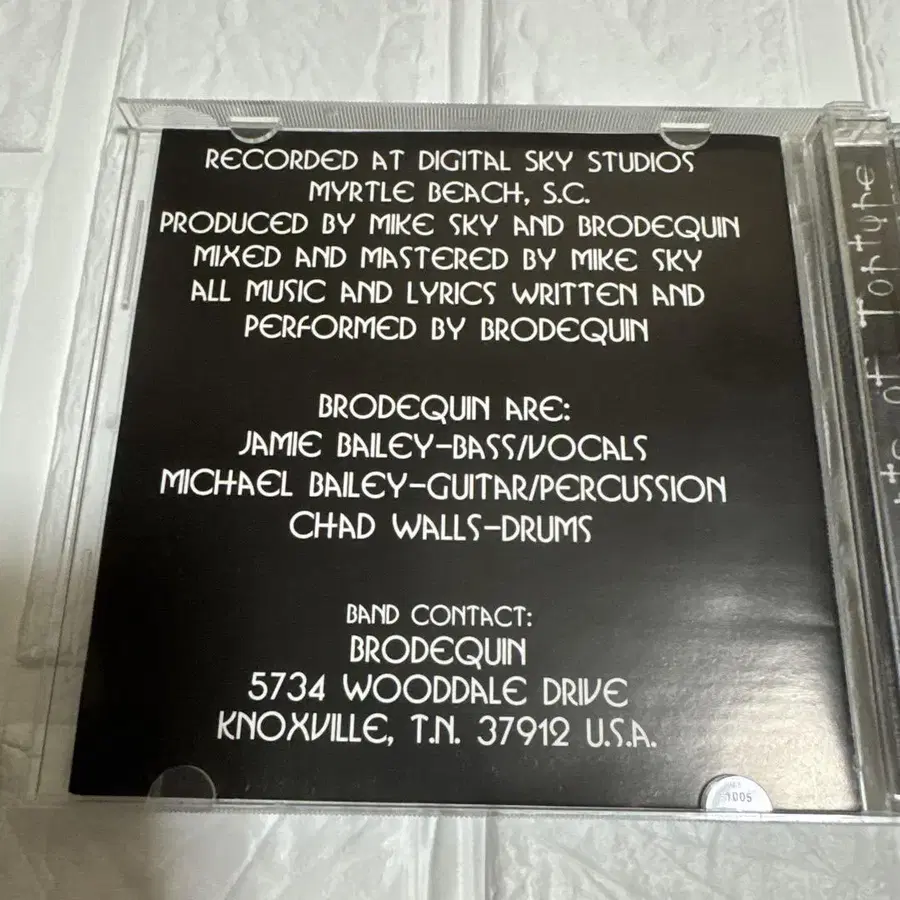 RECORDED AT DIGITAL SKY STUDIOS
MYRTLE BEACH, S.C.
PRODUCED BY MIKE SKY AND BRODEQUIN
MIXED AND MASTERED BY MIKE SKY
ALL MUSIC AND LYRICS WRITTEN AND
PERFORMED BY BRODEQUIN
BRODEQUIN ARE:
JAMIE BAILEY-BASS/VOCALS
MICHAEL BAILEY-GUITAR/PERCUSSION
CHAD WALLS-DRUMS
BAND CONTACT:
BRODEQUIN
5734 WOODDALE DRIVE
KNOXVILLE, T.N. 37912 U.S.A.
1005
of Torture